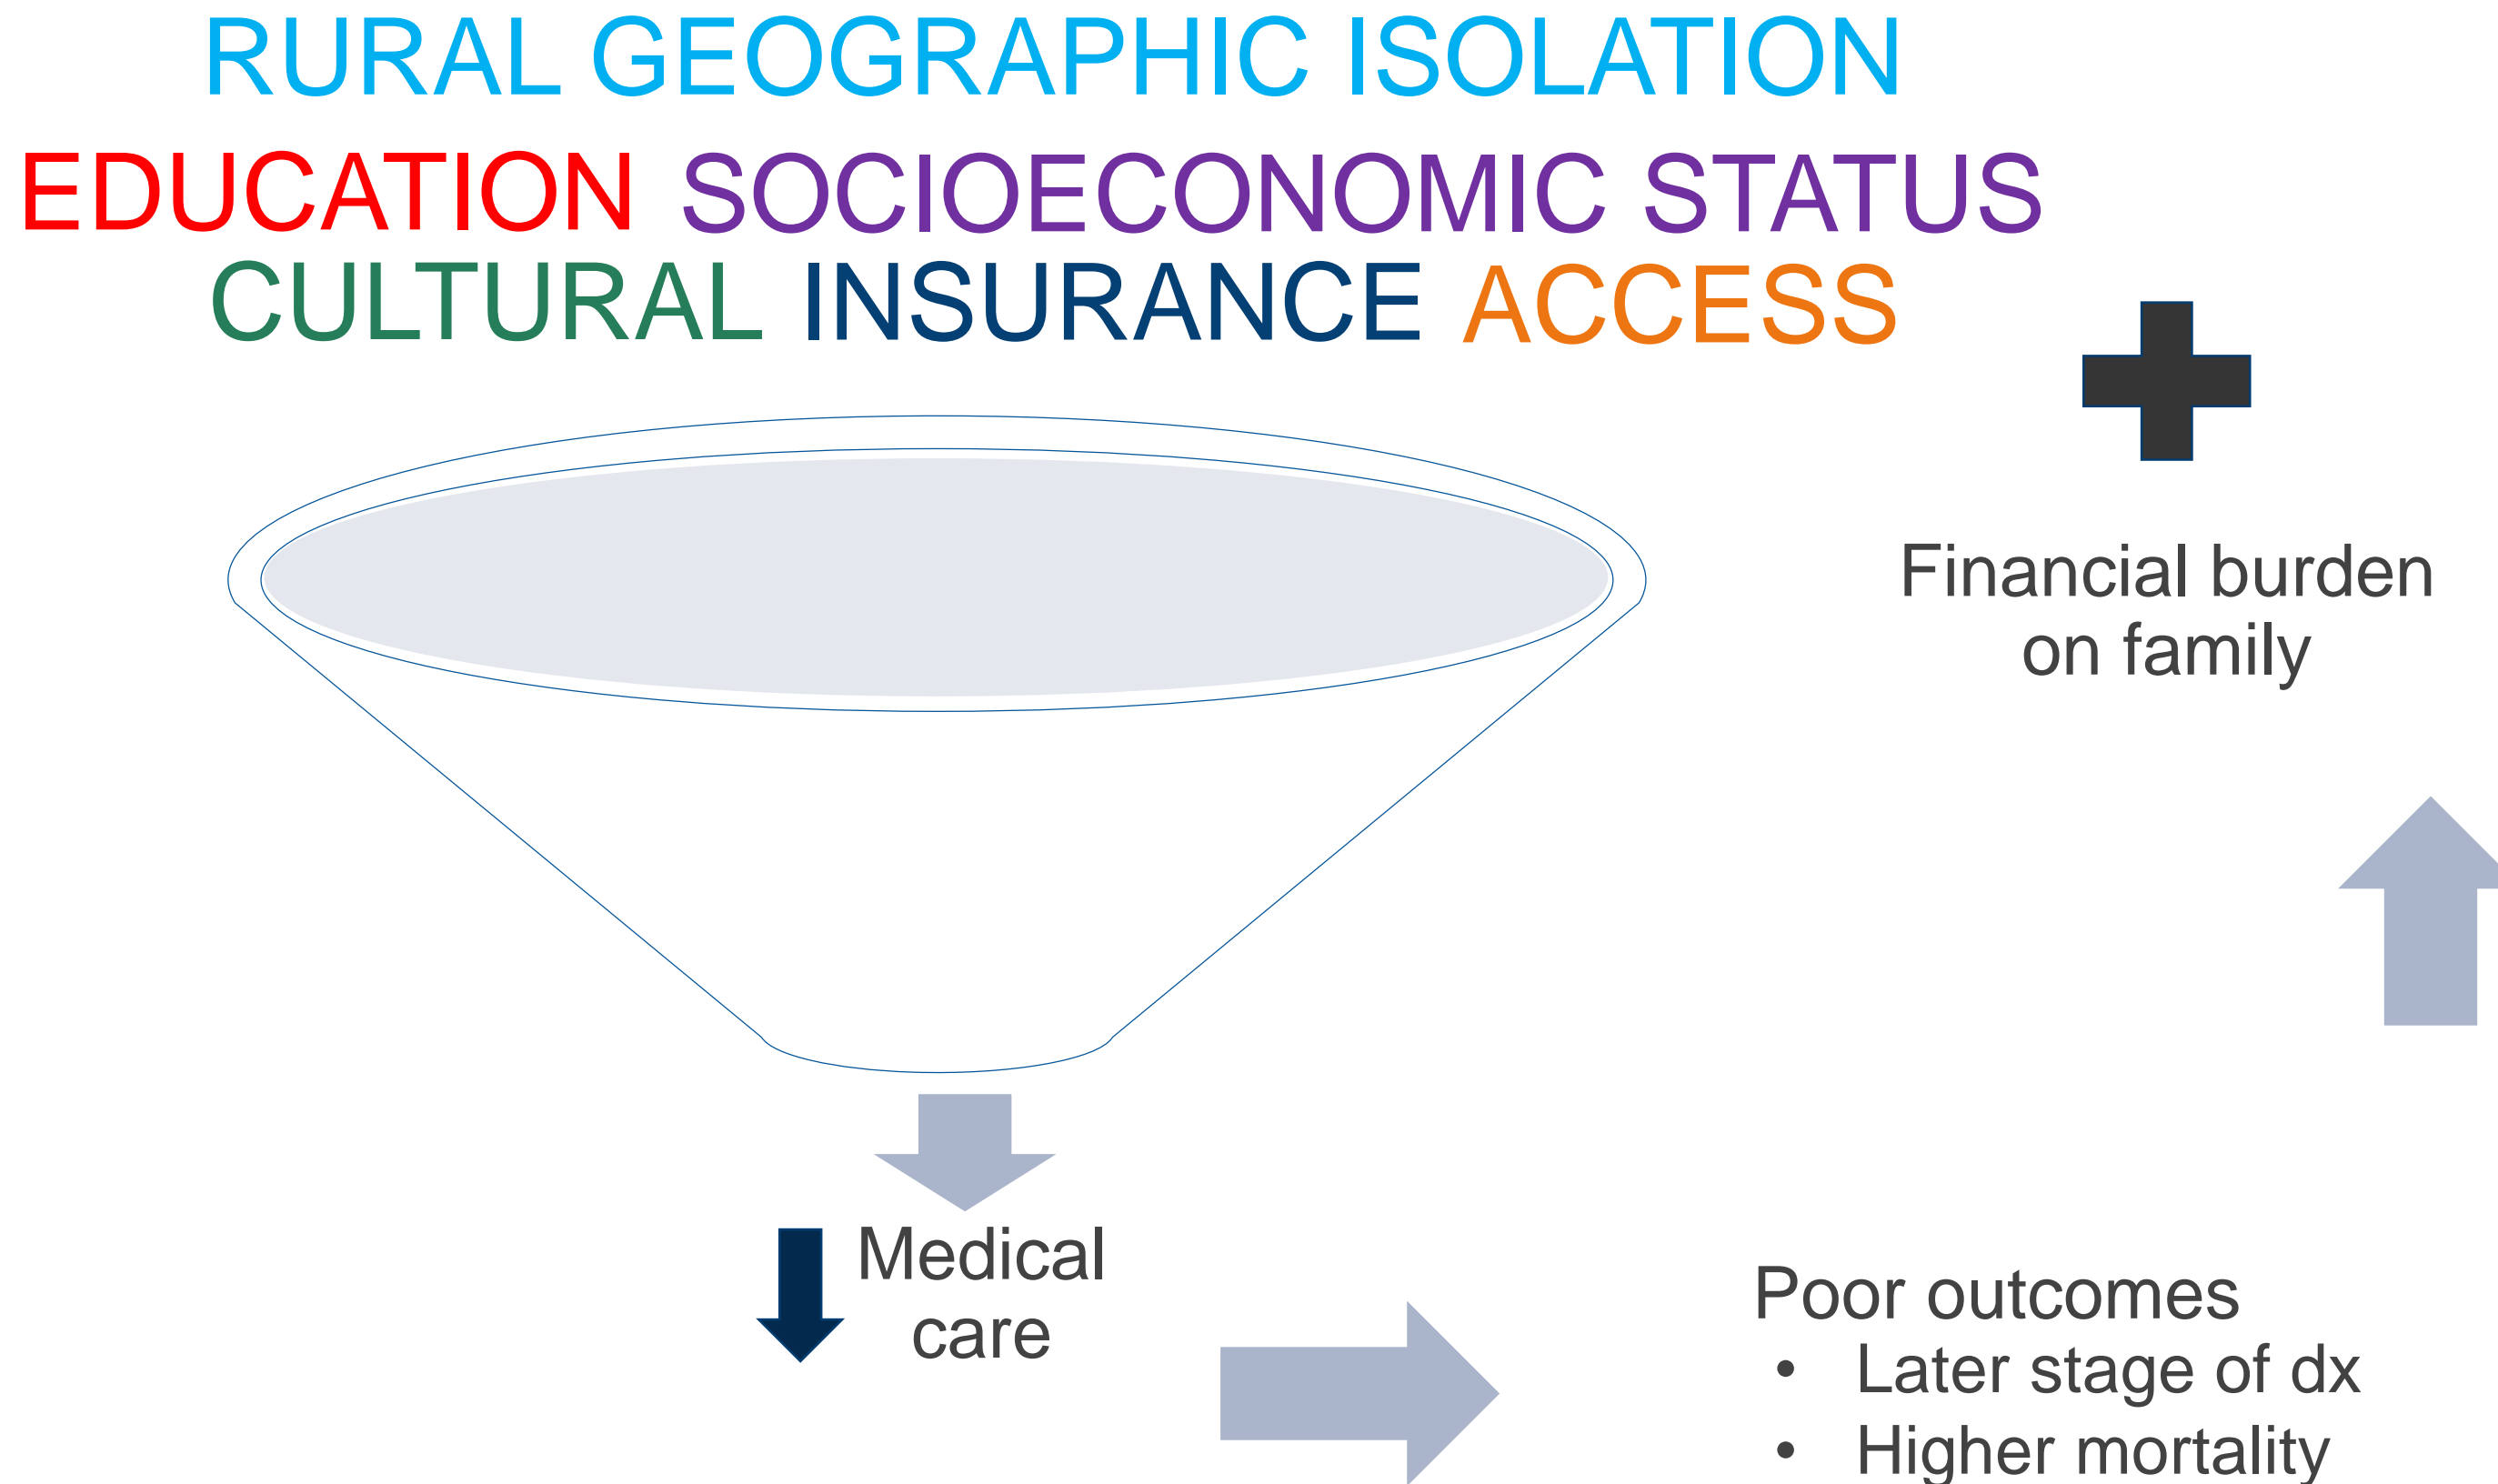 RURAL GEOGRAPHIC ISOLATION
EDUCATION SOCIOECONOMIC STATUS
CULTURAL INSURANCE ACCESS
Financial burden
on family
Medical
care
Poor outcomes
• Later stage of dx
• Higher mortality